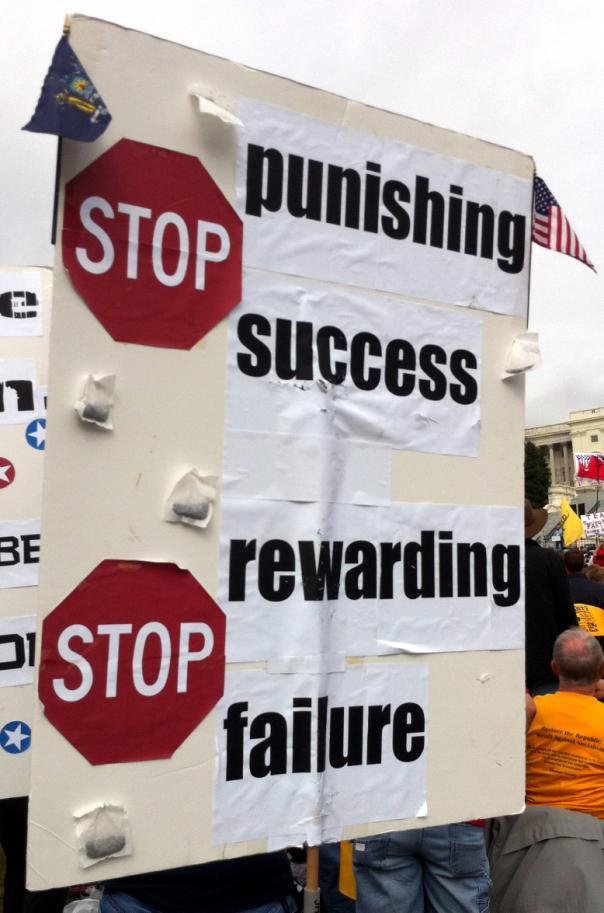 STOP punishing
success
STOP rewarding
failure